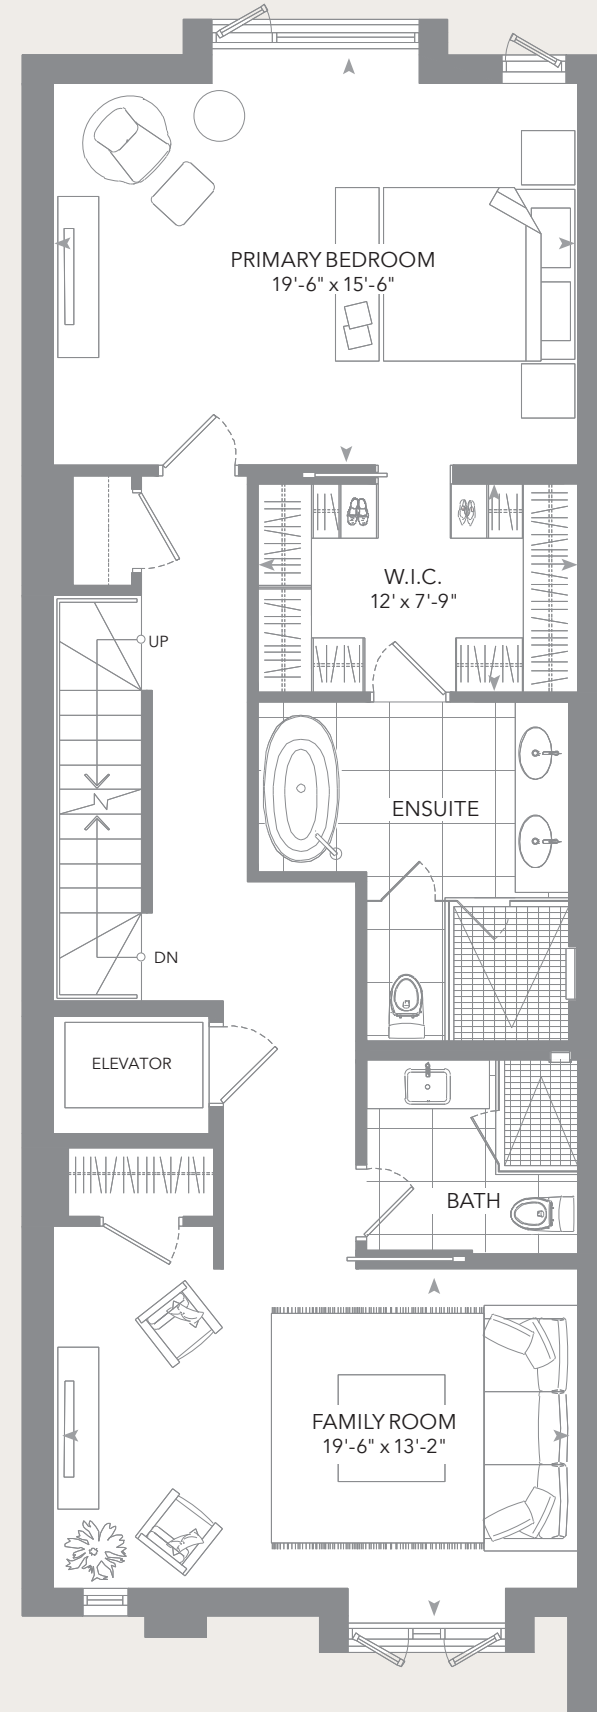 PRIMARY BEDROOM
19'-6" x 15'-6"
W.I.C.
12' x 7'-9"
UP
ENSUITE
DN
ELEVATOR
BATH
FAMILY ROOM
19'-6" x 13'-2"